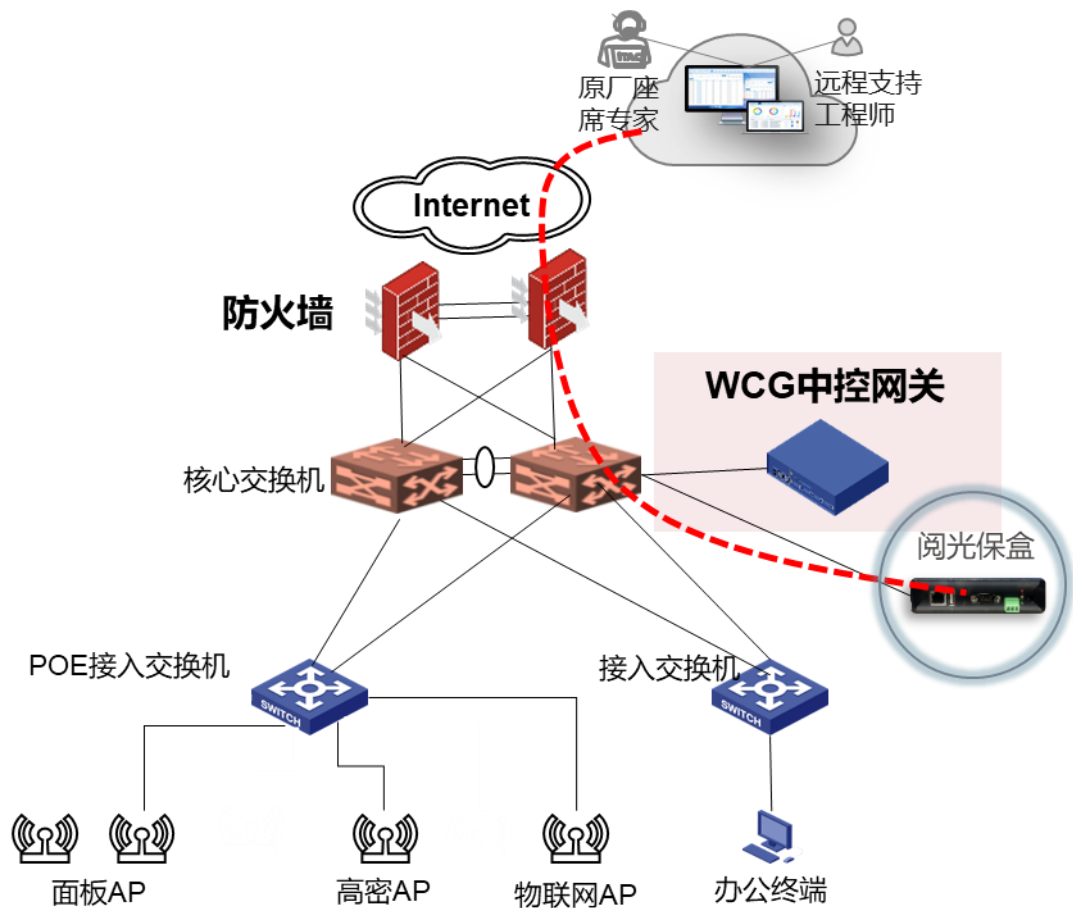 原厂座
席专家
远程支持
工程师
Internet
防火墙
WCG中控网关
核心交换机
阅光保盒
POE接入交换机
接入交换机
SWITCH
SWITCH
面板AP
高密AP
物联网AP
办公终端